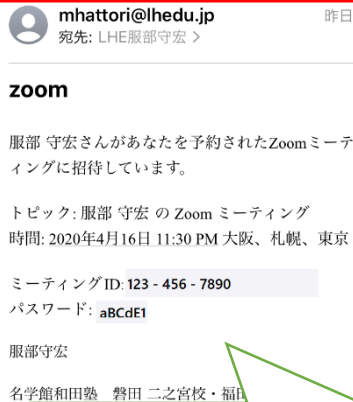 mhattori@lhedu.jp
昨日
宛先: LHE服部守宏 >
zoom
服部 守宏さんがあなたを予約されたZoomミーテ
ィングに招待しています。
トピック: 服部 守宏 の Zoom ミーティング
時間: 2020年4月16日 11:30 PM 大阪、札幌、東京
ミーティングID: 123 - 456 - 7890
パスワード: aBCdE1
服部守宏
名学館和田塾 磐田 二之宮校・福田